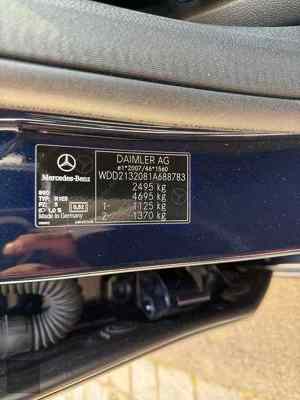 DAIMLER AG
e1*2007/46*1560
WDD2132081A688783
2495 kg
4695 kg
1- 1125 kg
2- 1370 kg
Mercedes-Benz
Made in Germany